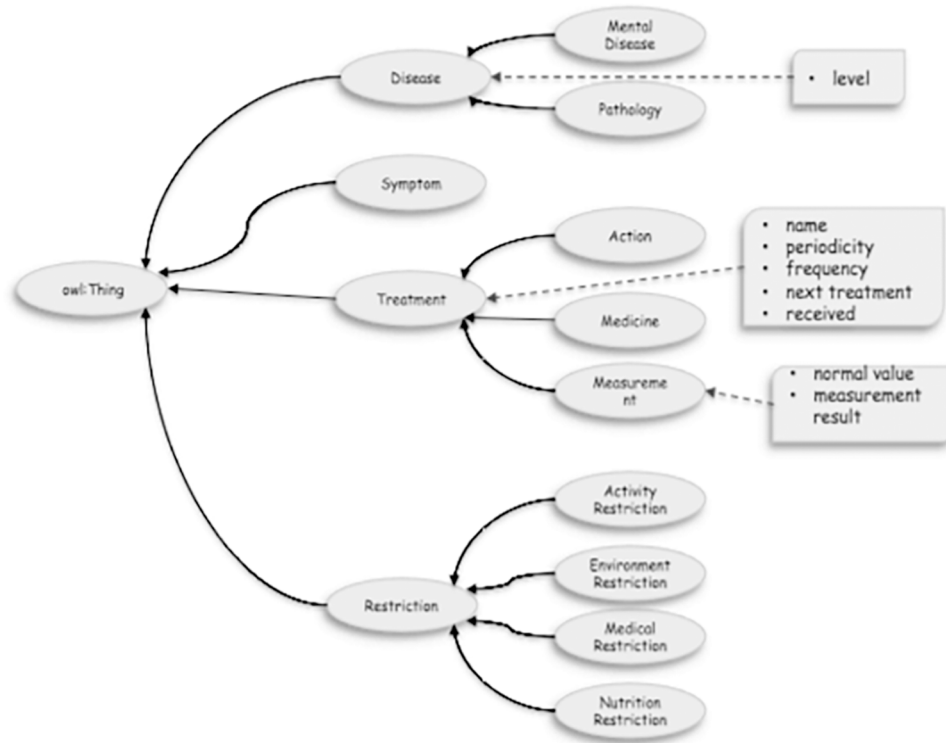 Mental
Disease
Disease
• level
Pathology
Symptom
Action
• name
• periodicity
• frequency
• next treatment
• received
owl:Thing
Treatment
Medicine
Measureme
nt
• normal value
• measurement
result
Activity
Restriction
Environment
Restriction
Restriction
Medical
Restriction
Nutrition
Restriction